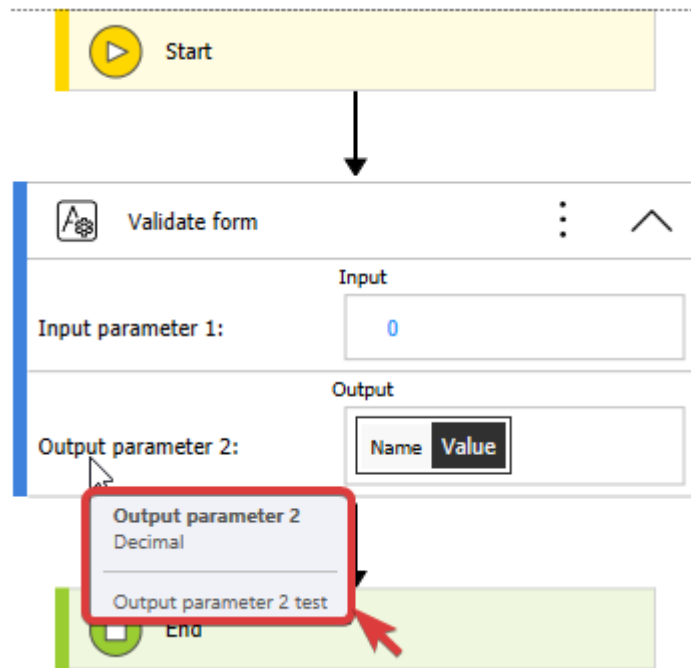 Start
Validate form
Input
Input parameter 1:
0
Output
Output parameter 2:
Name Value
Output parameter 2
Decimal
Output parameter 2 test
End